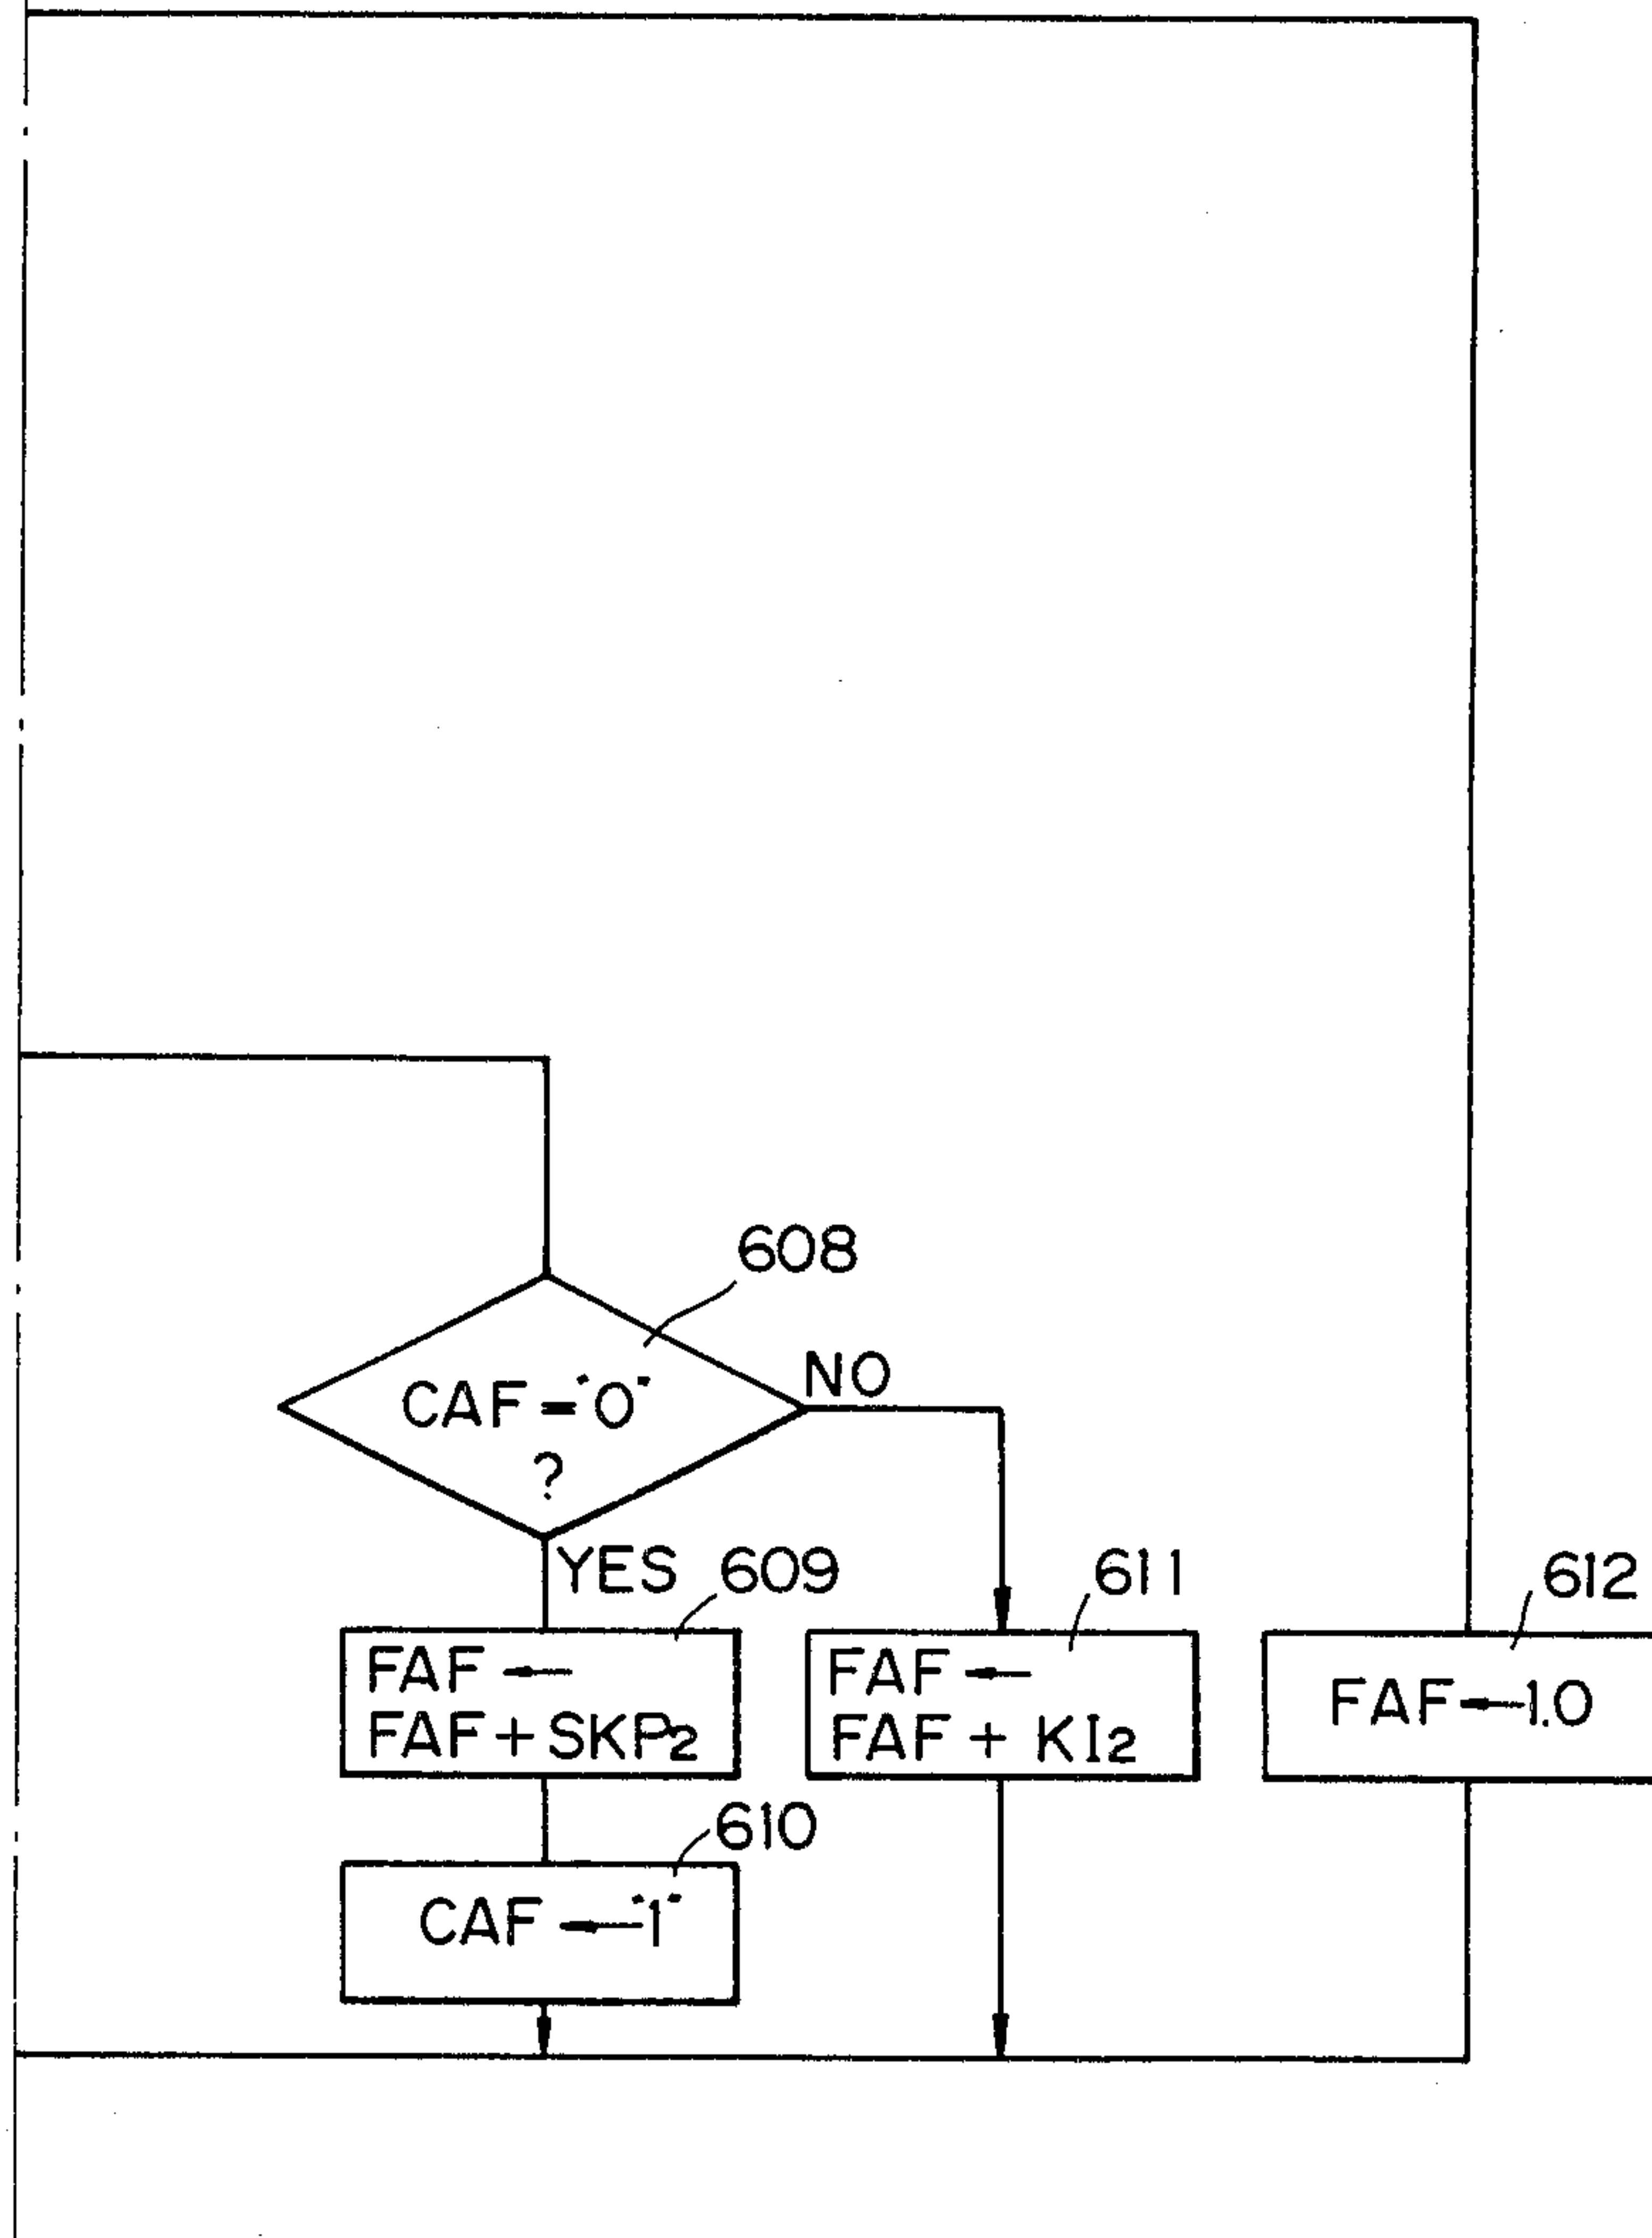 608
CAF = "0"
?
NO
YES
609
611
612
FAF ←
FAF + SKP2
FAF ←
FAF + KI2
FAF ← 1.0
610
CAF ← "1"